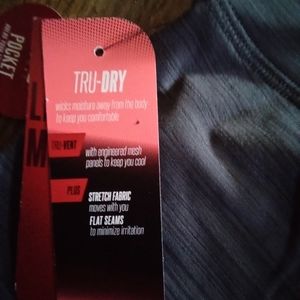 POCKET
TRU-DRY
wicks moisture away from the body
to keep you comfortable
TRU-VENT
with engineered mesh
panels to keep you cool
PLUS
STRETCH FABRIC
moves with you
FLAT SEAMS
to minimize irritation